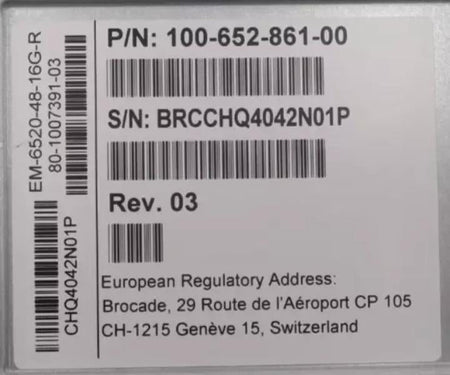 P/N: 100-652-861-00
S/N: BRCCHQ4042N01P
Rev. 03
European Regulatory Address:
Brocade, 29 Route de l'Aéroport CP 105
CH-1215 Genève 15, Switzerland
EM-6520-48-16G-R
80-1007391-03
CHQ4042N01P